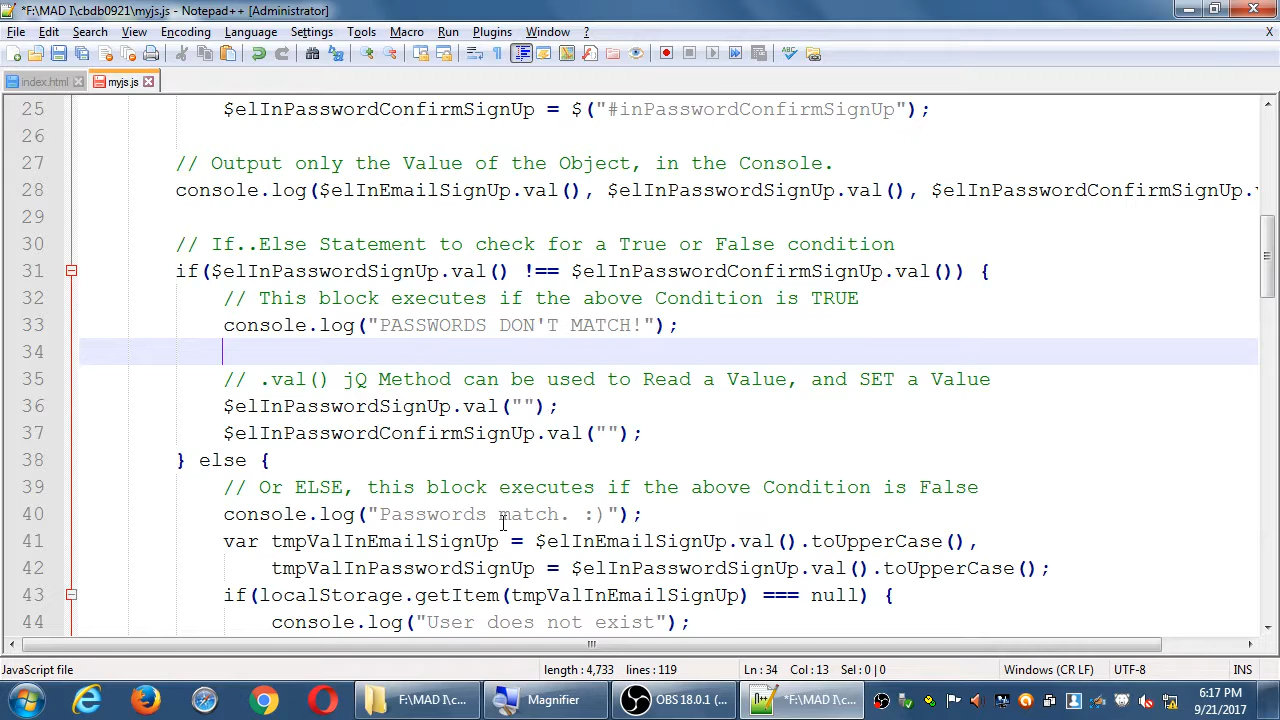 *F:\MAD I\cbdb0921\myjs.js - Notepad++ [Administrator]
File Edit Search View Encoding Language Settings Tools Macro Run Plugins Window ? X
index.html myjs.js
25 $elInPasswordConfirmSignUp = $("#inPasswordConfirmSignUp");
26
27 // Output only the Value of the Object, in the Console.
28 console.log($elInEmailSignUp.val(), $elInPasswordSignUp.val(), $elInPasswordConfirmSignUp.
29
30 // If..Else Statement to check for a True or False condition
31 if($elInPasswordSignUp.val() !== $elInPasswordConfirmSignUp.val()) {
32 // This block executes if the above Condition is TRUE
33 console.log("PASSWORDS DON'T MATCH!");
34
35 // .val() jQ Method can be used to Read a Value, and SET a Value
36 $elInPasswordSignUp.val("");
37 $elInPasswordConfirmSignUp.val("");
38 } else {
39 // Or ELSE, this block executes if the above Condition is False
40 console.log("Passwords match. :)");
41 var tmpValInEmailSignUp = $elInEmailSignUp.val().toUpperCase(),
42 tmpValInPasswordSignUp = $elInPasswordSignUp.val().toUpperCase();
43 if(localStorage.getItem(tmpValInEmailSignUp) === null) {
44 console.log("User does not exist");
JavaScript file length : 4,733 lines : 119 Ln : 34 Col : 13 Sel : 0 | 0 Windows (CR LF) UTF-8 INS
F:\MAD I\c... Magnifier OBS 18.0.1 (... *F:\MAD I\c... 6:17 PM
9/21/2017